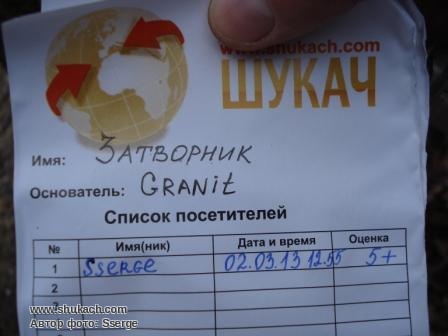 www.shukach.com
ШУКАЧ
Имя: Затворник
Основатель: GRANit
Список посетителей
№ Имя(ник) Дата и время Оценка
1 Sserge 02.03.13 12.55 5+
2
3
www.shukach.com
Автор фото: Sserge